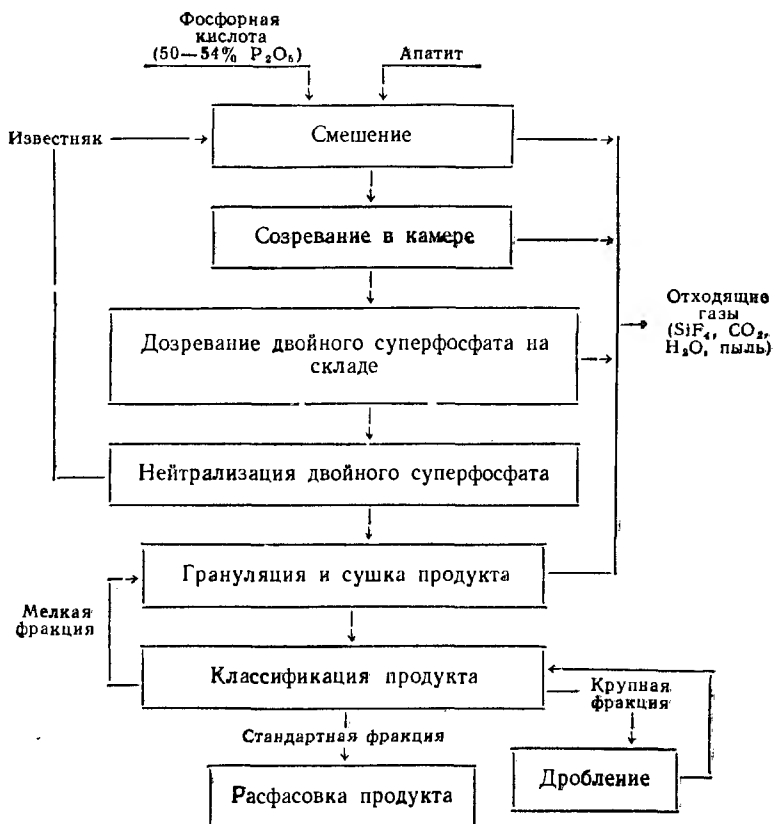 Фосфорная
кислота
(50—54% P₂O₅)
Апатит
Известняк
Смешение
Созревание в камере
Отходящие
газы
(SiF₄, CO₂,
H₂O, пыль)
Дозревание двойного суперфосфата на
складе
Нейтрализация двойного суперфосфата
Грануляция и сушка продукта
Мелкая
фракция
Классификация продукта
Крупная
фракция
Стандартная фракция
Дробление
Расфасовка продукта